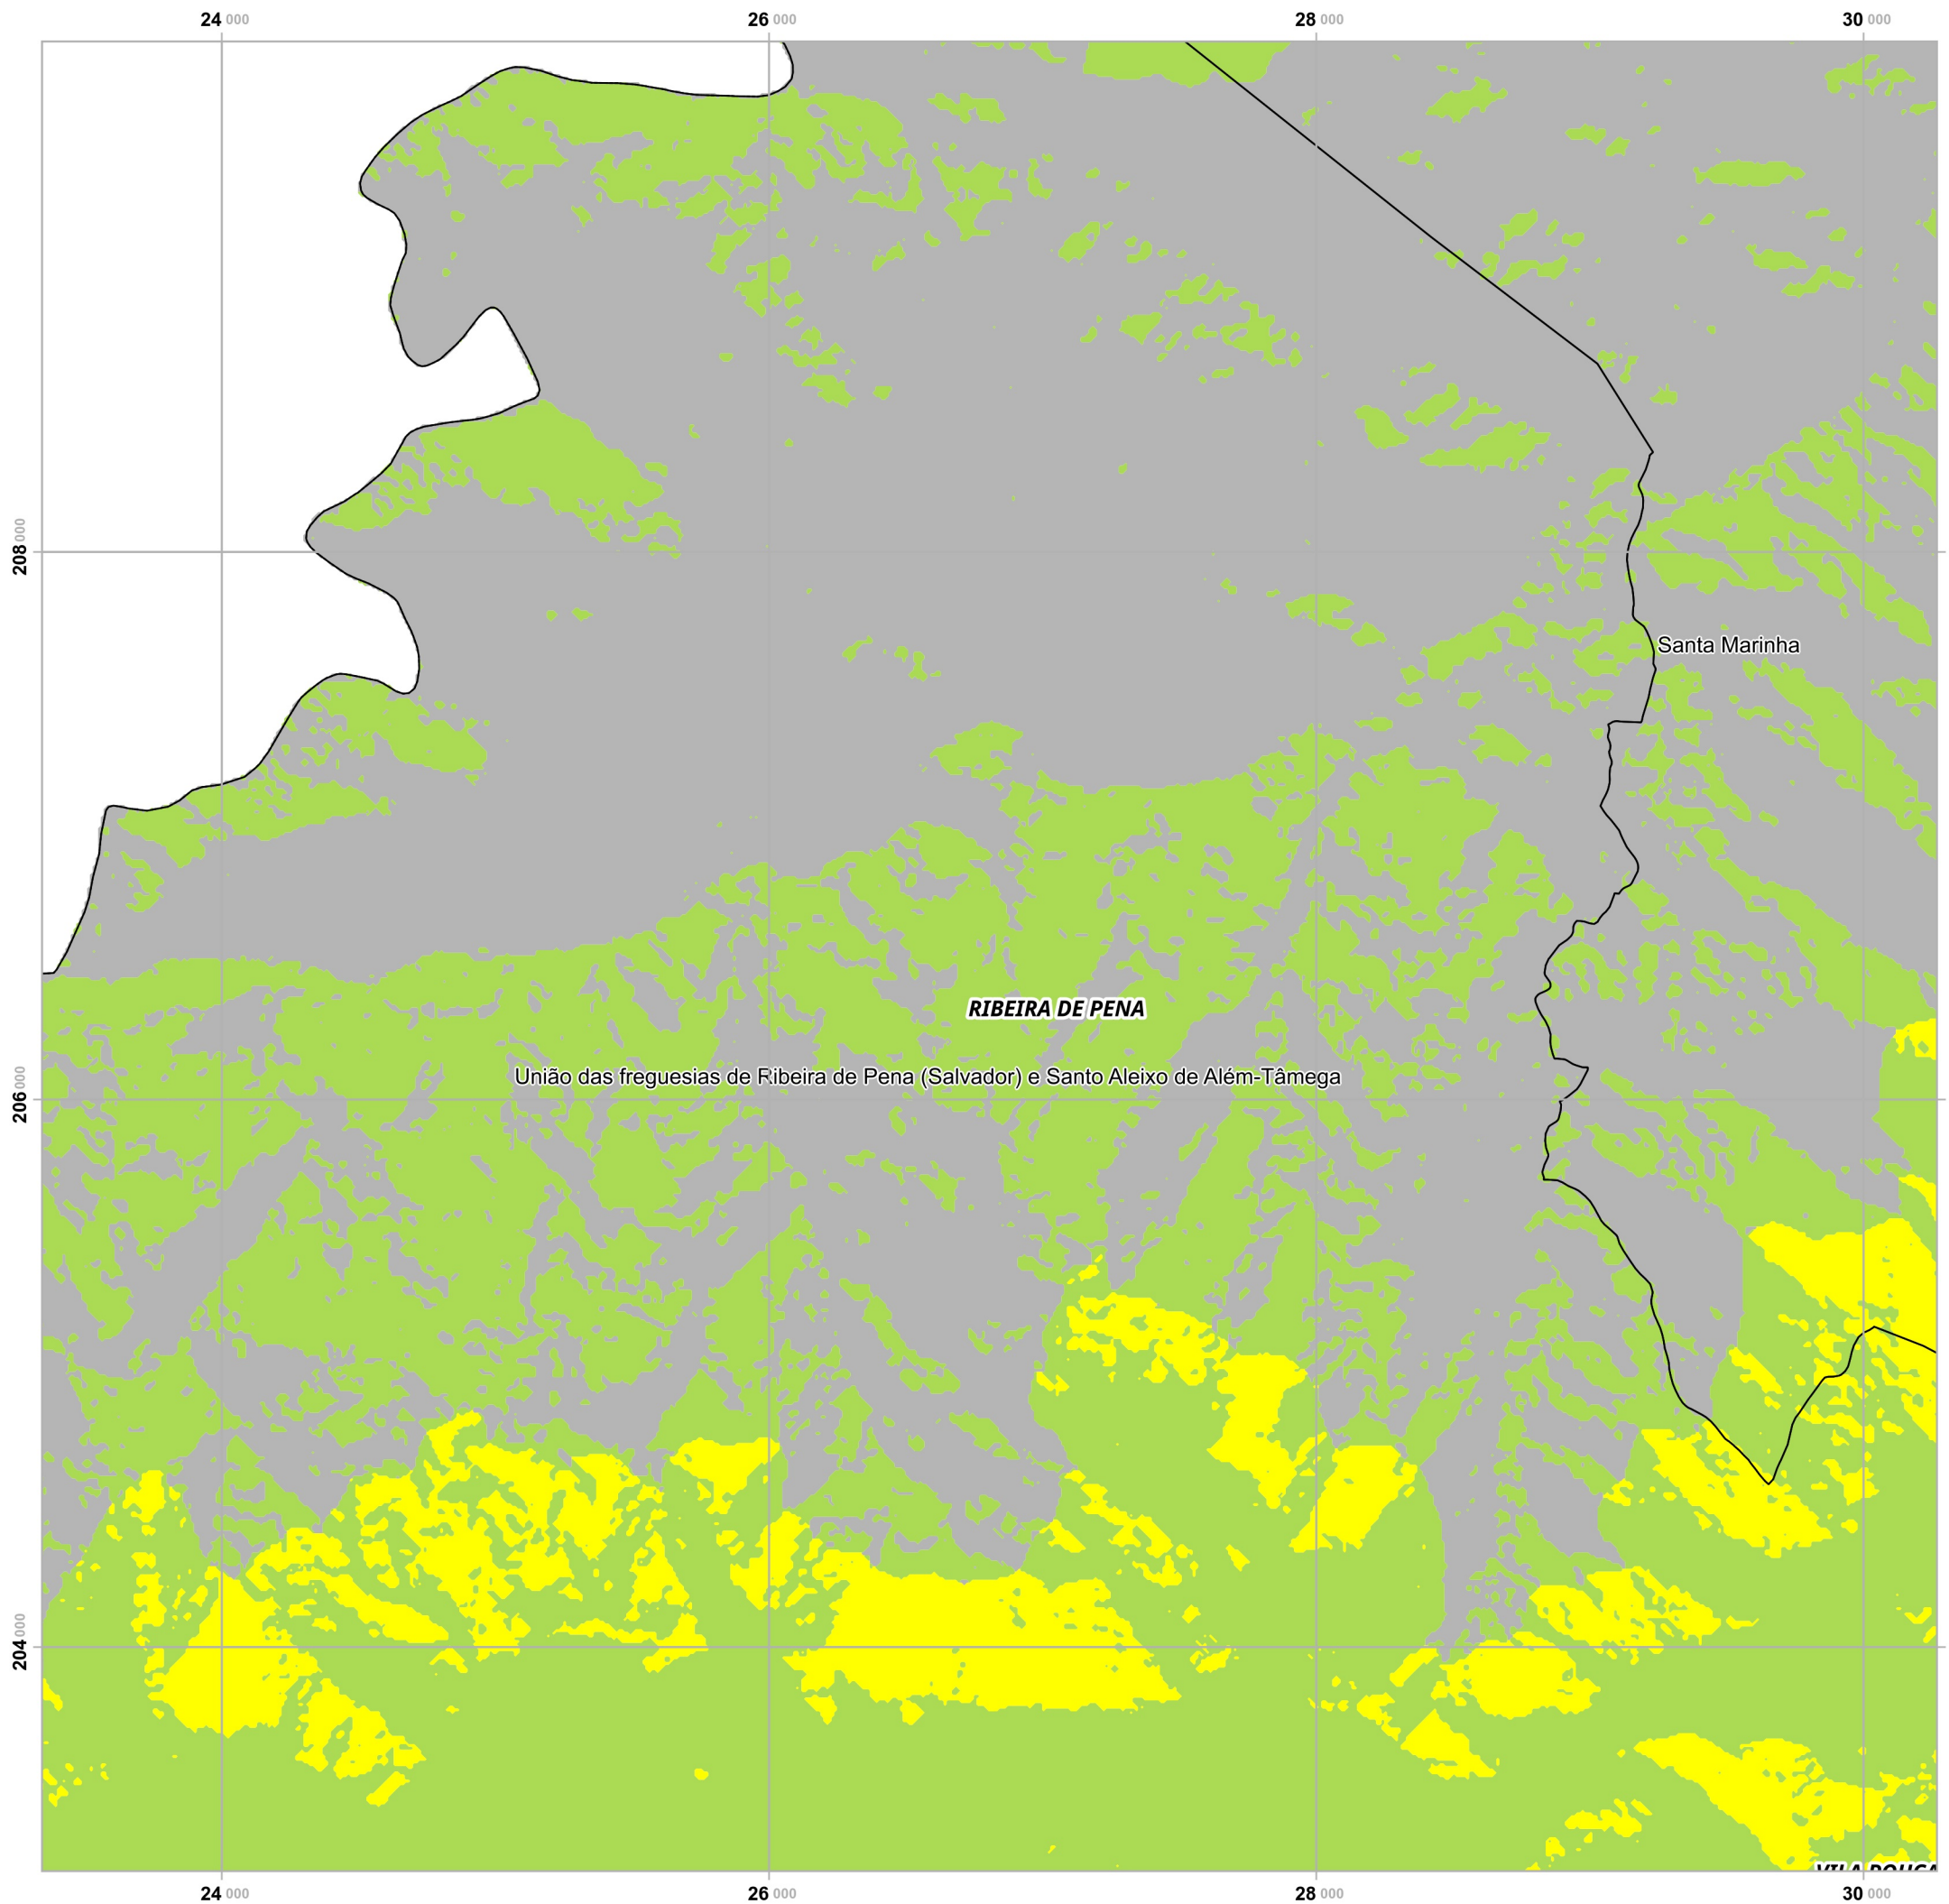 24 000 26 000 28 000 30 000
208 000
Santa Marinha
RIBEIRA DE PENA
União das freguesias de Ribeira de Pena (Salvador) e Santo Aleixo de Além-Tâmega
206 000
204 000
24 000 26 000 28 000 30 000